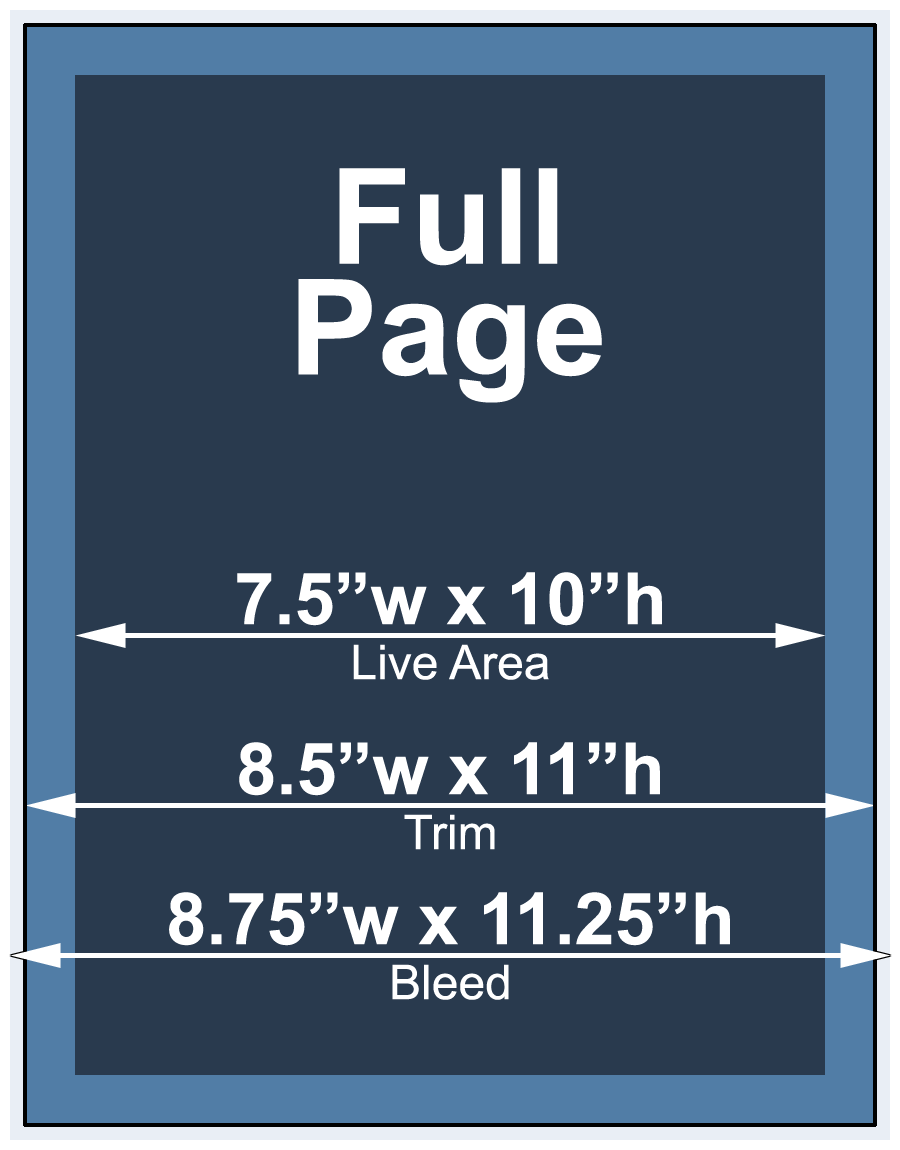 Full
Page
7.5”w x 10”h
Live Area
8.5”w x 11”h
Trim
8.75”w x 11.25”h
Bleed